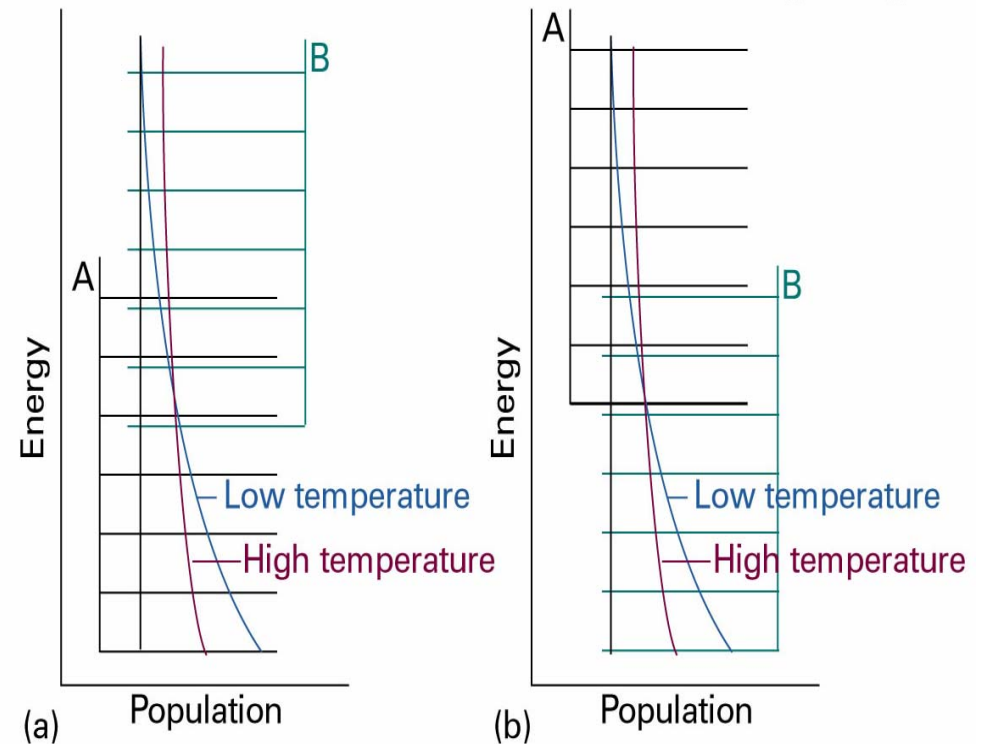 A
B
Energy
Low temperature
High temperature
Population
(a)
A
B
Energy
Low temperature
High temperature
Population
(b)